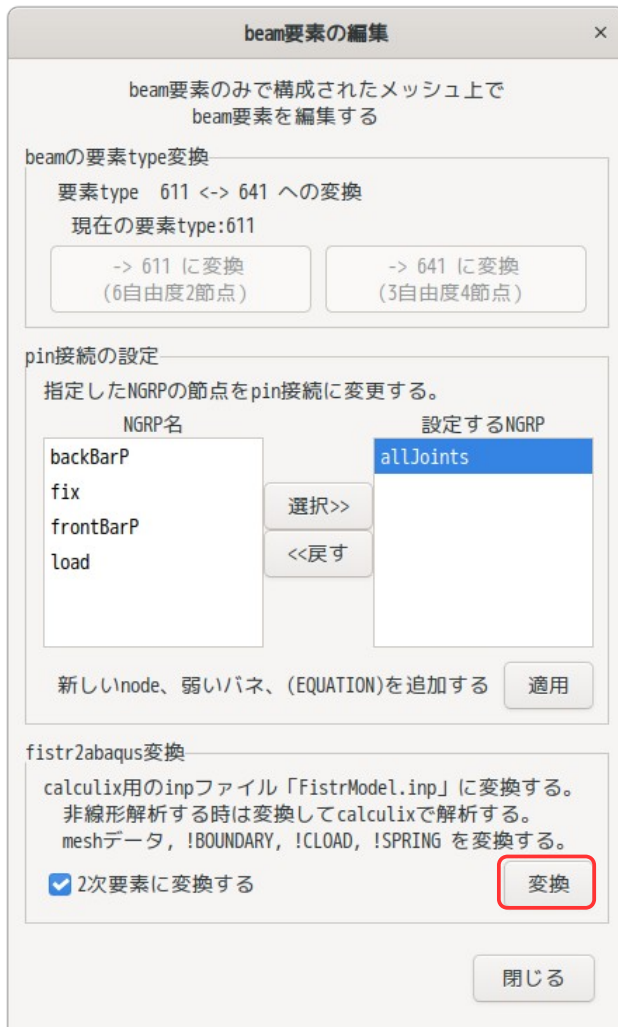 beam要素の編集
×
beam要素のみで構成されたメッシュ上で
beam要素を編集する
beamの要素type変換
要素type 611 <-> 641 への変換
現在の要素type:611
-> 611 に変換
(6自由度2節点)
-> 641 に変換
(3自由度4節点)
pin接続の設定
指定したNGRPの節点をpin接続に変更する。
NGRP名
設定するNGRP
backBarP
fix
frontBarP
load
選択>>
<<戻す
allJoints
新しいnode、弱いバネ、(EQUATION)を追加する
適用
fistr2abaqus変換
calculix用のinpファイル「FistrModel.inp」に変換する。
非線形解析する時は変換してcalculixで解析する。
meshデータ, !BOUNDARY, !CLOAD, !SPRING を変換する。
2次要素に変換する
変換
閉じる